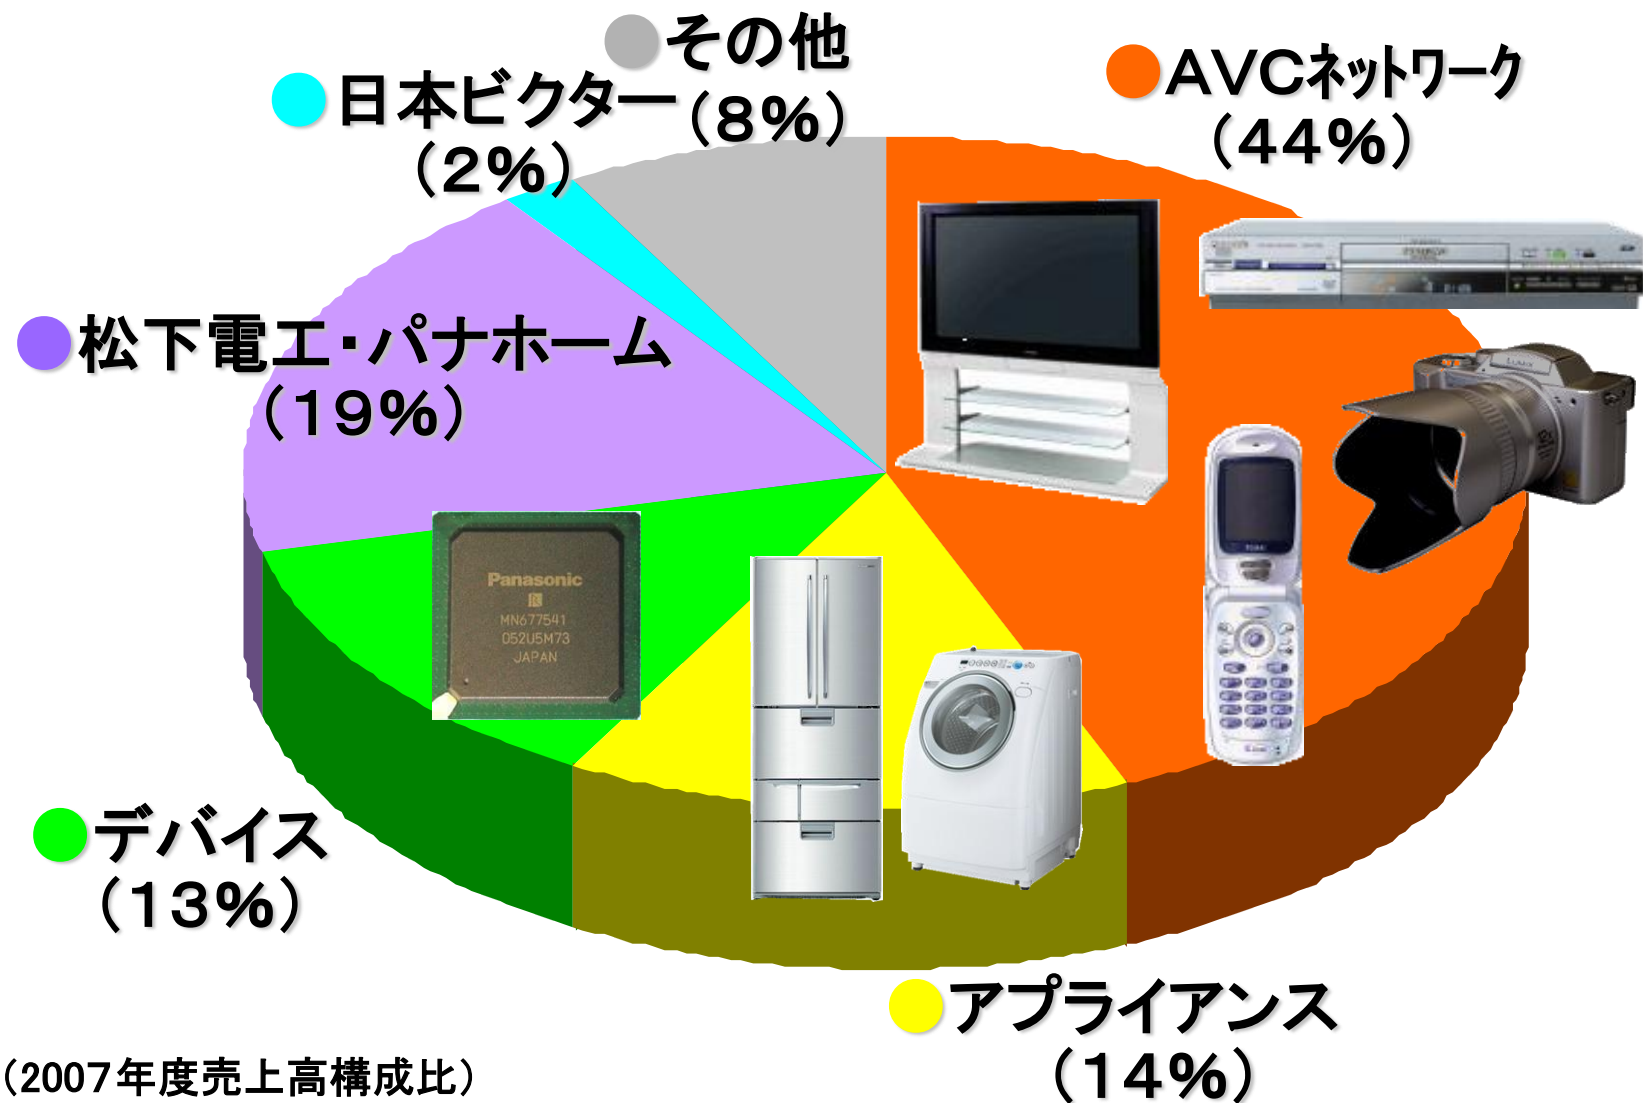 その他
(8%)
日本ビクター
(2%)
AVCネットワーク
(44%)
松下電工・パナホーム
(19%)
LUMIX
Panasonic
MN677541
052U5M73
JAPAN
デバイス
(13%)
アプライアンス
(14%)
(2007年度売上高構成比)